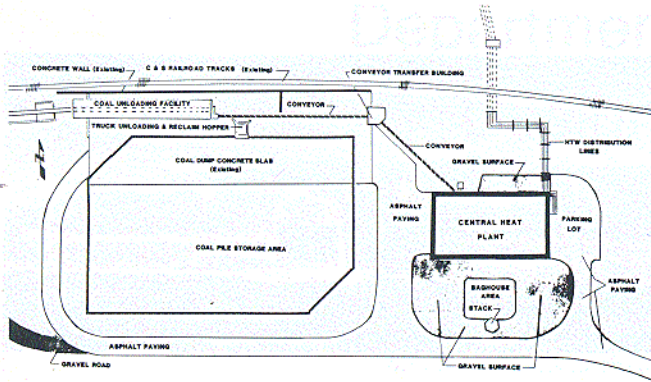 Departmen
CONCRETE WALL (Existing)
C & S RAILROAD TRACKS (Existing)
CONVEYOR TRANSFER BUILDING
COAL UNLOADING FACILITY
CONVEYOR
TRUCK UNLOADING & RECLAIM HOPPER
CONVEYOR
HTW DISTRIBUTION
LINES
COAL DUMP CONCRETE SLAB
(Existing)
GRAVEL SURFACE
ASPHALT
PAVING
CENTRAL HEAT
PLANT
PARKING
LOT
COAL PILE STORAGE AREA
ASPHALT
PAVING
BAGHOUSE
AREA
STACK
ASPHALT PAVING
GRAVEL ROAD
GRAVEL SURFACE